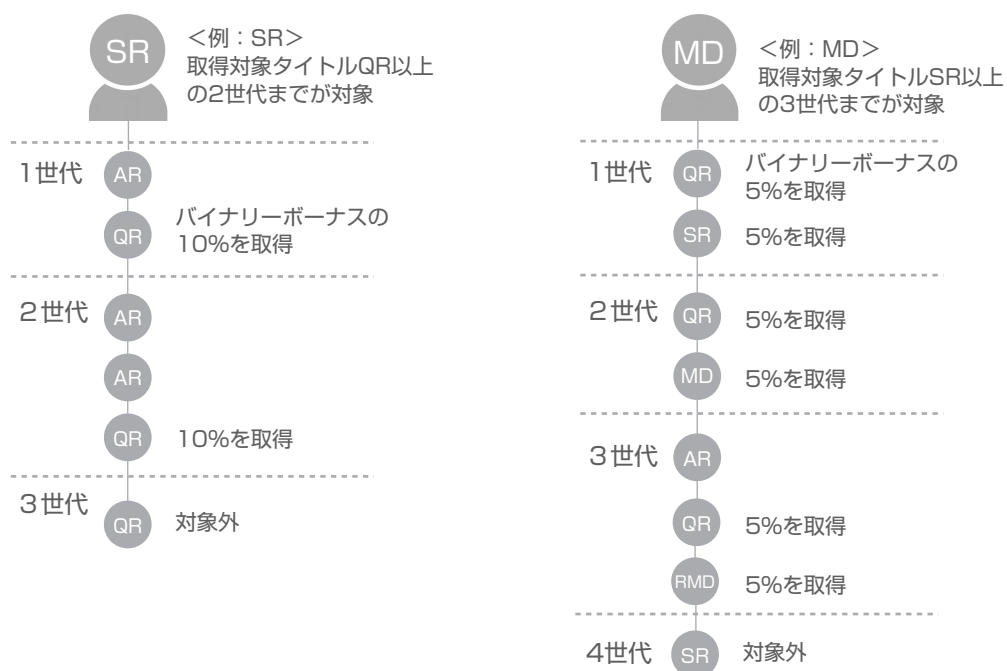 SR
＜例：SR＞
取得対象タイトルQR以上
の2世代までが対象
1世代
AR
QR
バイナリーボーナスの
10%を取得
2世代
AR
AR
QR
10%を取得
3世代
QR
対象外
MD
＜例：MD＞
取得対象タイトルSR以上
の3世代までが対象
1世代
QR
バイナリーボーナスの
5%を取得
SR
5%を取得
2世代
QR
5%を取得
MD
5%を取得
3世代
AR
QR
5%を取得
RMD
5%を取得
4世代
SR
対象外